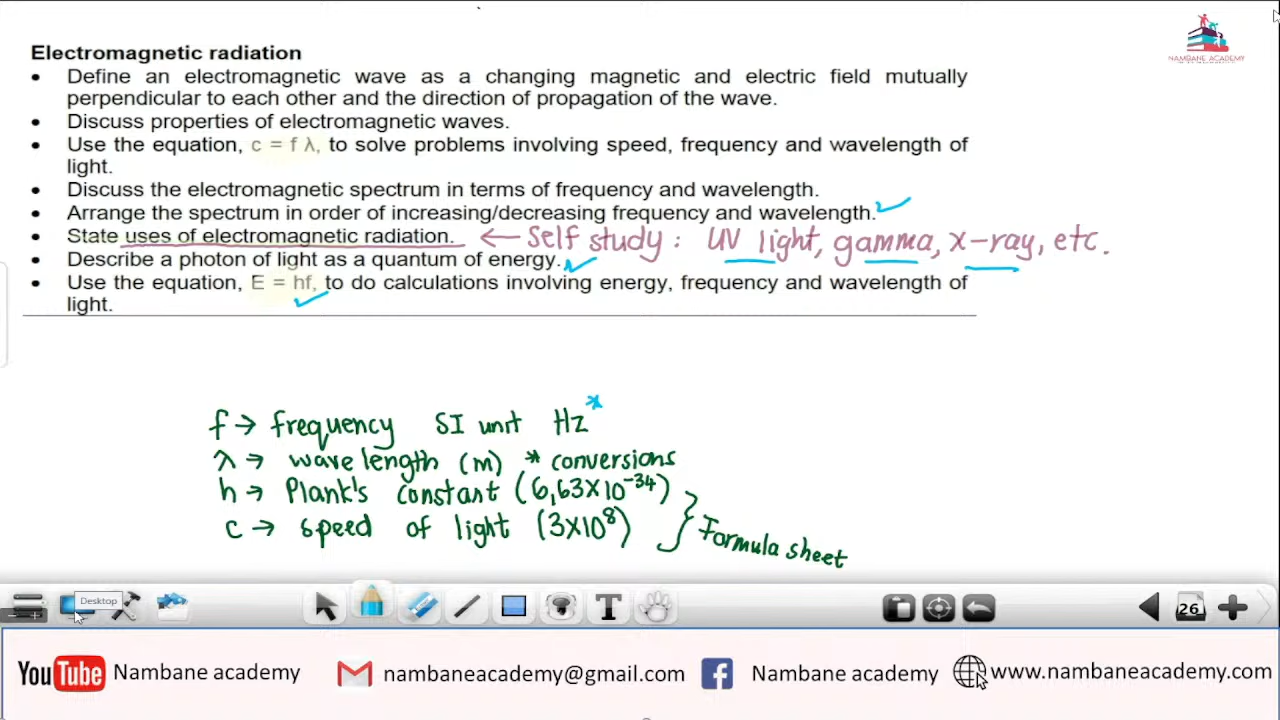 NAMBANE ACADEMY
Electromagnetic radiation
• Define an electromagnetic wave as a changing magnetic and electric field mutually
perpendicular to each other and the direction of propagation of the wave.
• Discuss properties of electromagnetic waves.
• Use the equation, c = f λ, to solve problems involving speed, frequency and wavelength of
light.
• Discuss the electromagnetic spectrum in terms of frequency and wavelength.
• Arrange the spectrum in order of increasing/decreasing frequency and wavelength.
• State uses of electromagnetic radiation. ← Self study : UV light, gamma, x-ray, etc.
• Describe a photon of light as a quantum of energy.
• Use the equation, E = hf, to do calculations involving energy, frequency and wavelength of
light.
f → frequency SI unit Hz *
λ → wavelength (m) * conversions
h → Plank's constant (6,63×10⁻³⁴)
c → speed of light (3×10⁸) } Formula sheet
Desktop
T
26
YouTube Nambane academy nambaneacademy@gmail.com f Nambane academy www.nambaneacademy.com